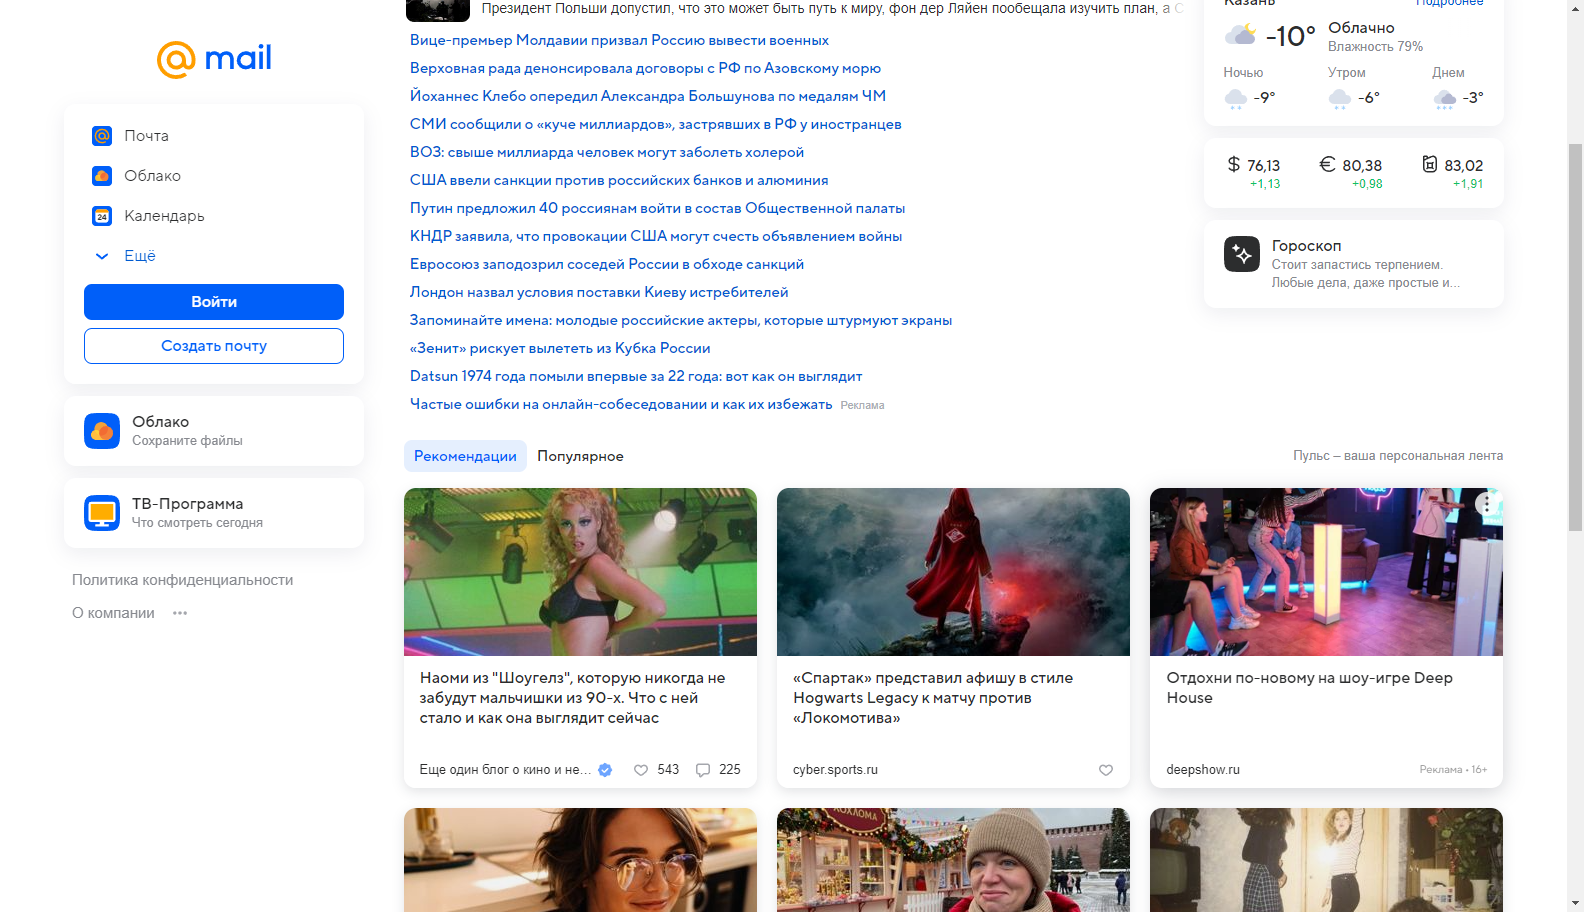 @mail
Почта
Облако
24
Календарь
Ещё
Войти
Создать почту
Облако
Сохраните файлы
ТВ-Программа
Что смотреть сегодня
Политика конфиденциальности
О компании
Президент Польши допустил, что это может быть путь к миру, фон дер Ляйен пообещала изучить план, а С
Вице-премьер Молдавии призвал Россию вывести военных
Верховная рада денонсировала договоры с РФ по Азовскому морю
Йоханнес Клебо опередил Александра Большунова по медалям ЧМ
СМИ сообщили о «куче миллиардов», застрявших в РФ у иностранцев
ВОЗ: свыше миллиарда человек могут заболеть холерой
США ввели санкции против российских банков и алюминия
Путин предложил 40 россиянам войти в состав Общественной палаты
КНДР заявила, что провокации США могут счесть объявлением войны
Евросоюз заподозрил соседей России в обходе санкций
Лондон назвал условия поставки Киеву истребителей
Запоминайте имена: молодые российские актеры, которые штурмуют экраны
«Зенит» рискует вылететь из Кубка России
Datsun 1974 года помыли впервые за 22 года: вот как он выглядит
Частые ошибки на онлайн-собеседовании и как их избежать Реклама
Казань Подробнее
-10° Облачно
Влажность 79%
Ночью Утром Днем
-9° -6° -3°
$ 76,13 € 80,38 83,02
+1,13 +0,98 +1,91
Гороскоп
Стоит запастись терпением.
Любые дела, даже простые и...
Рекомендации Популярное
Пульс – ваша персональная лента
Наоми из "Шоугелз", которую никогда не
забудут мальчишки из 90-х. Что с ней
стало и как она выглядит сейчас
Еще один блог о кино и не... 543 225
«Спартак» представил афишу в стиле
Hogwarts Legacy к матчу против
«Локомотива»
cyber.sports.ru
Отдохни по-новому на шоу-игре Deep
House
deepshow.ru Реклама • 16+
ХОХЛОМА